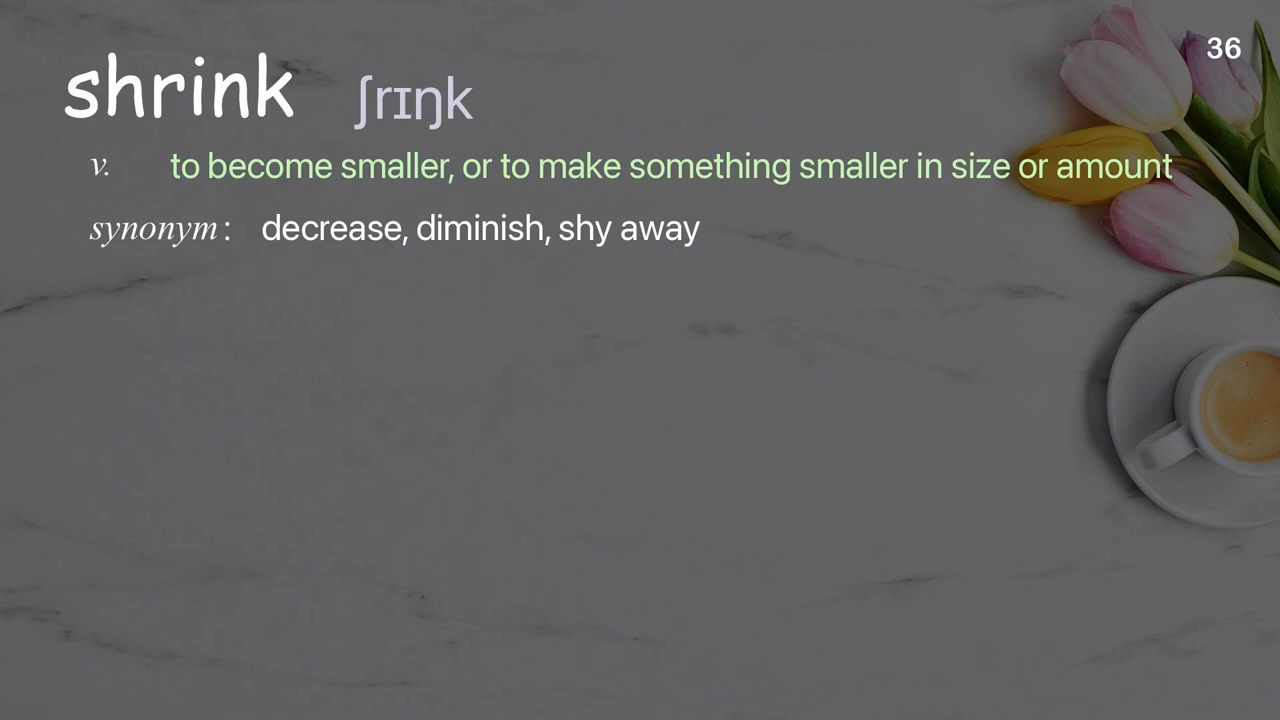 36
shrink ʃrɪŋk
v. to become smaller, or to make something smaller in size or amount
synonym : decrease, diminish, shy away